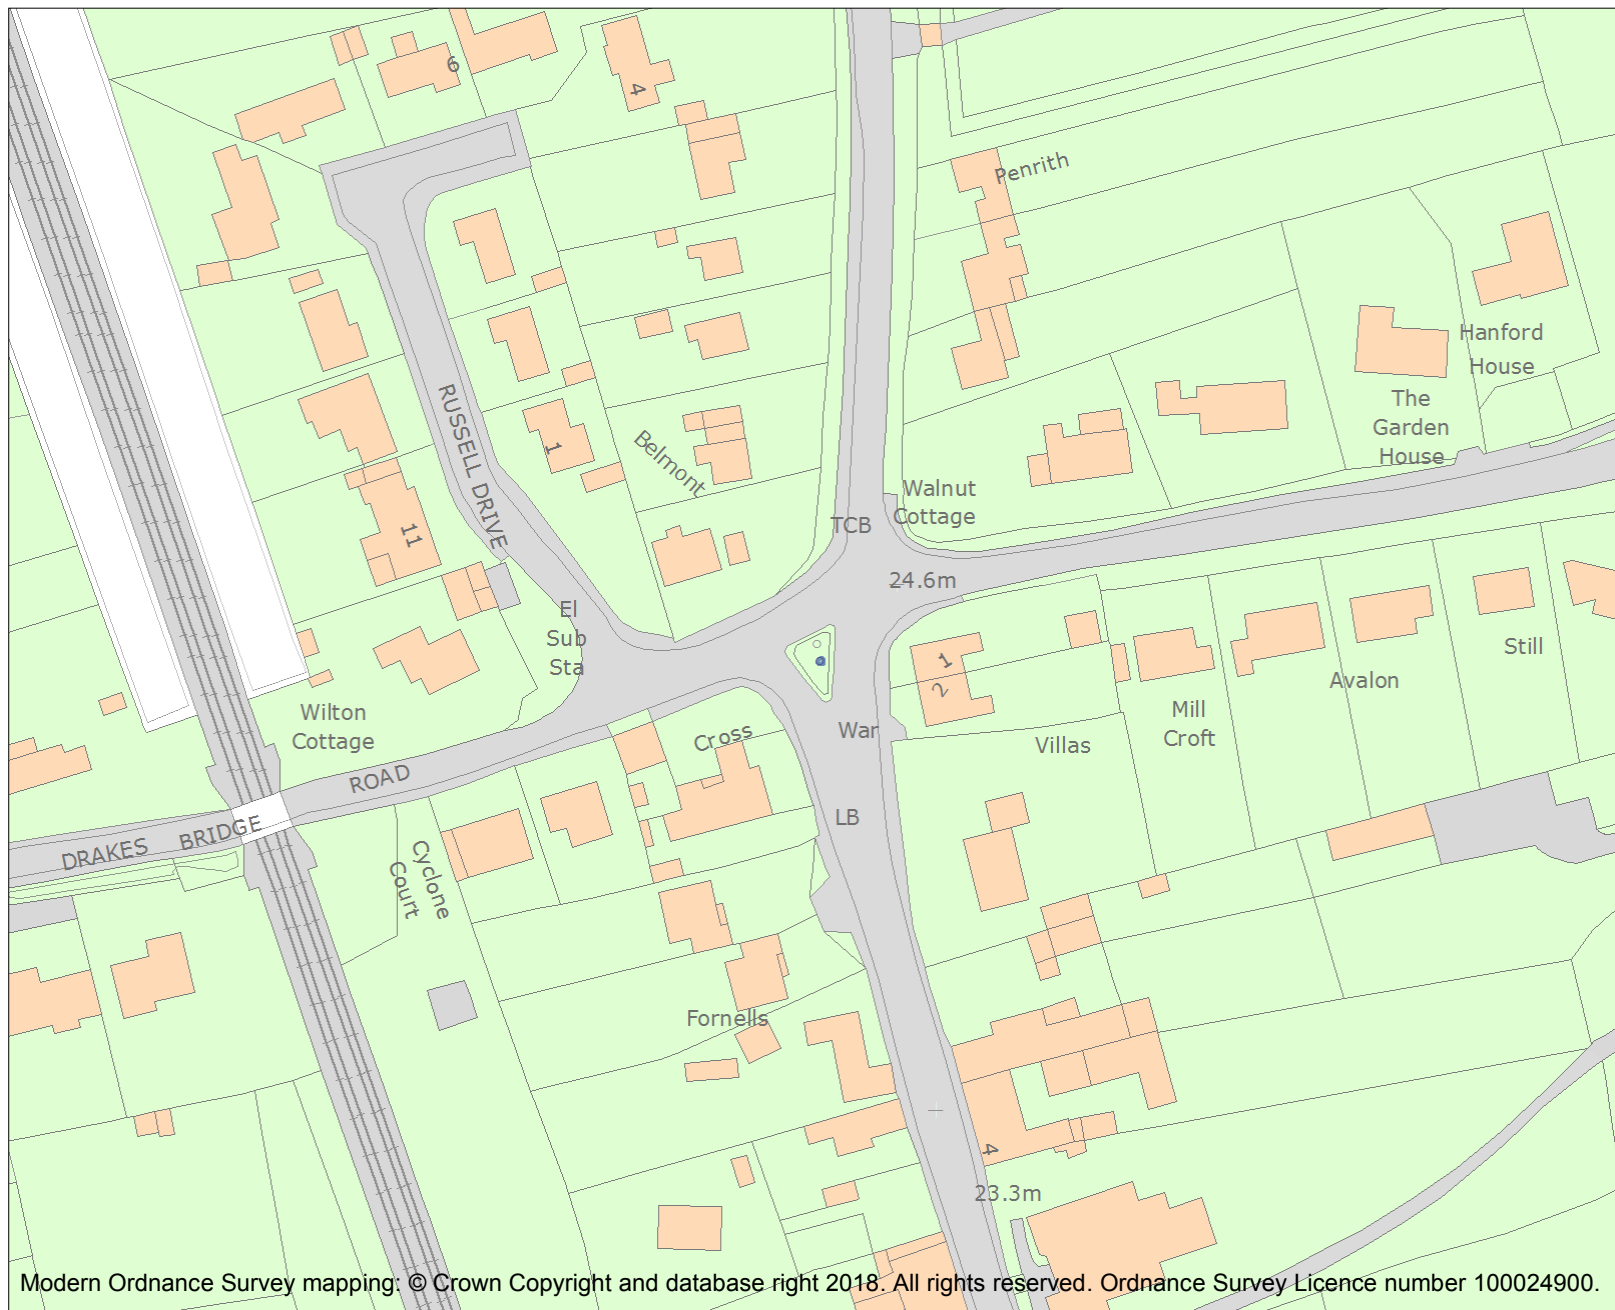 6
4
Penrith
Hanford
House
The
Garden
House
RUSSELL DRIVE
1
Belmont
Walnut
Cottage
TCB
11
24.6m
El
Sub
Sta
1
2
Still
Avalon
Mill
Croft
Wilton
Cottage
Cross
War
Villas
ROAD
LB
DRAKES BRIDGE
Cyclone
Court
Fornells
4
23.3m
Modern Ordnance Survey mapping: © Crown Copyright and database right 2018. All rights reserved. Ordnance Survey Licence number 100024900.